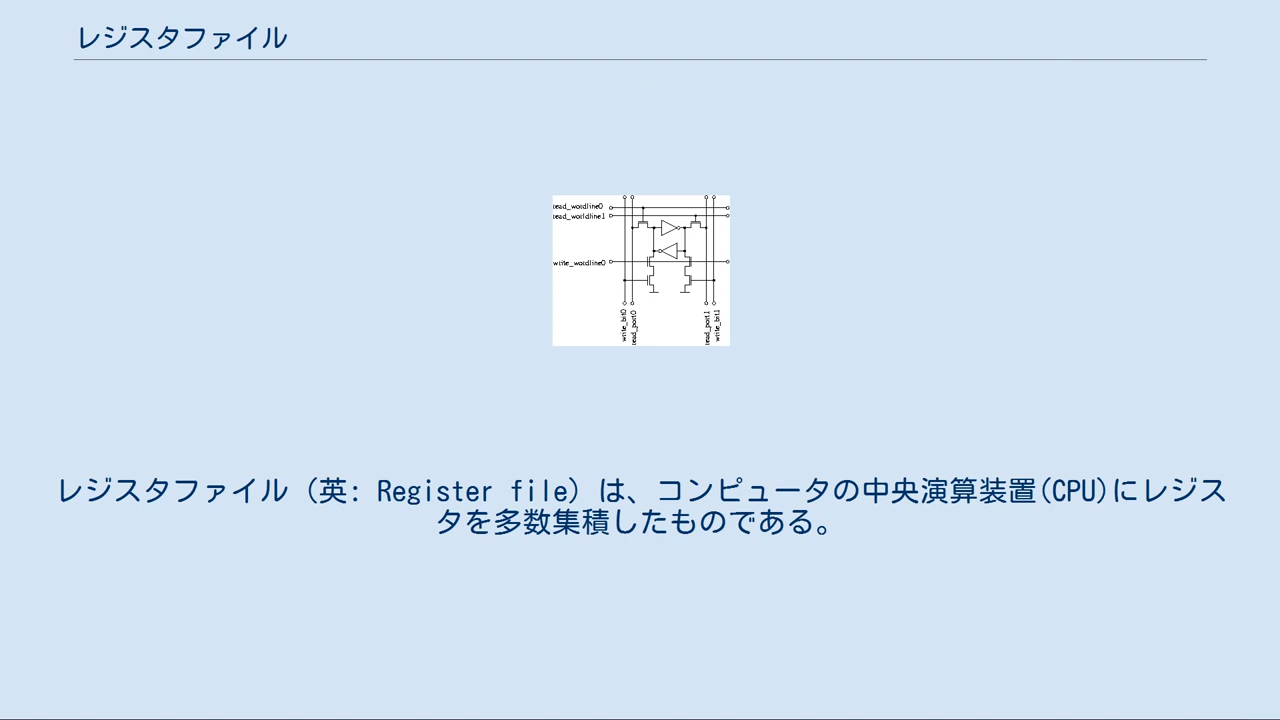 レジスタファイル
read_wordline0
read_worldline1
write_wordline0
write_bit0
read_port0
read_port1
write_bit1
レジスタファイル (英: Register file) は、コンピュータの中央演算装置(CPU)にレジス
タを多数集積したものである。